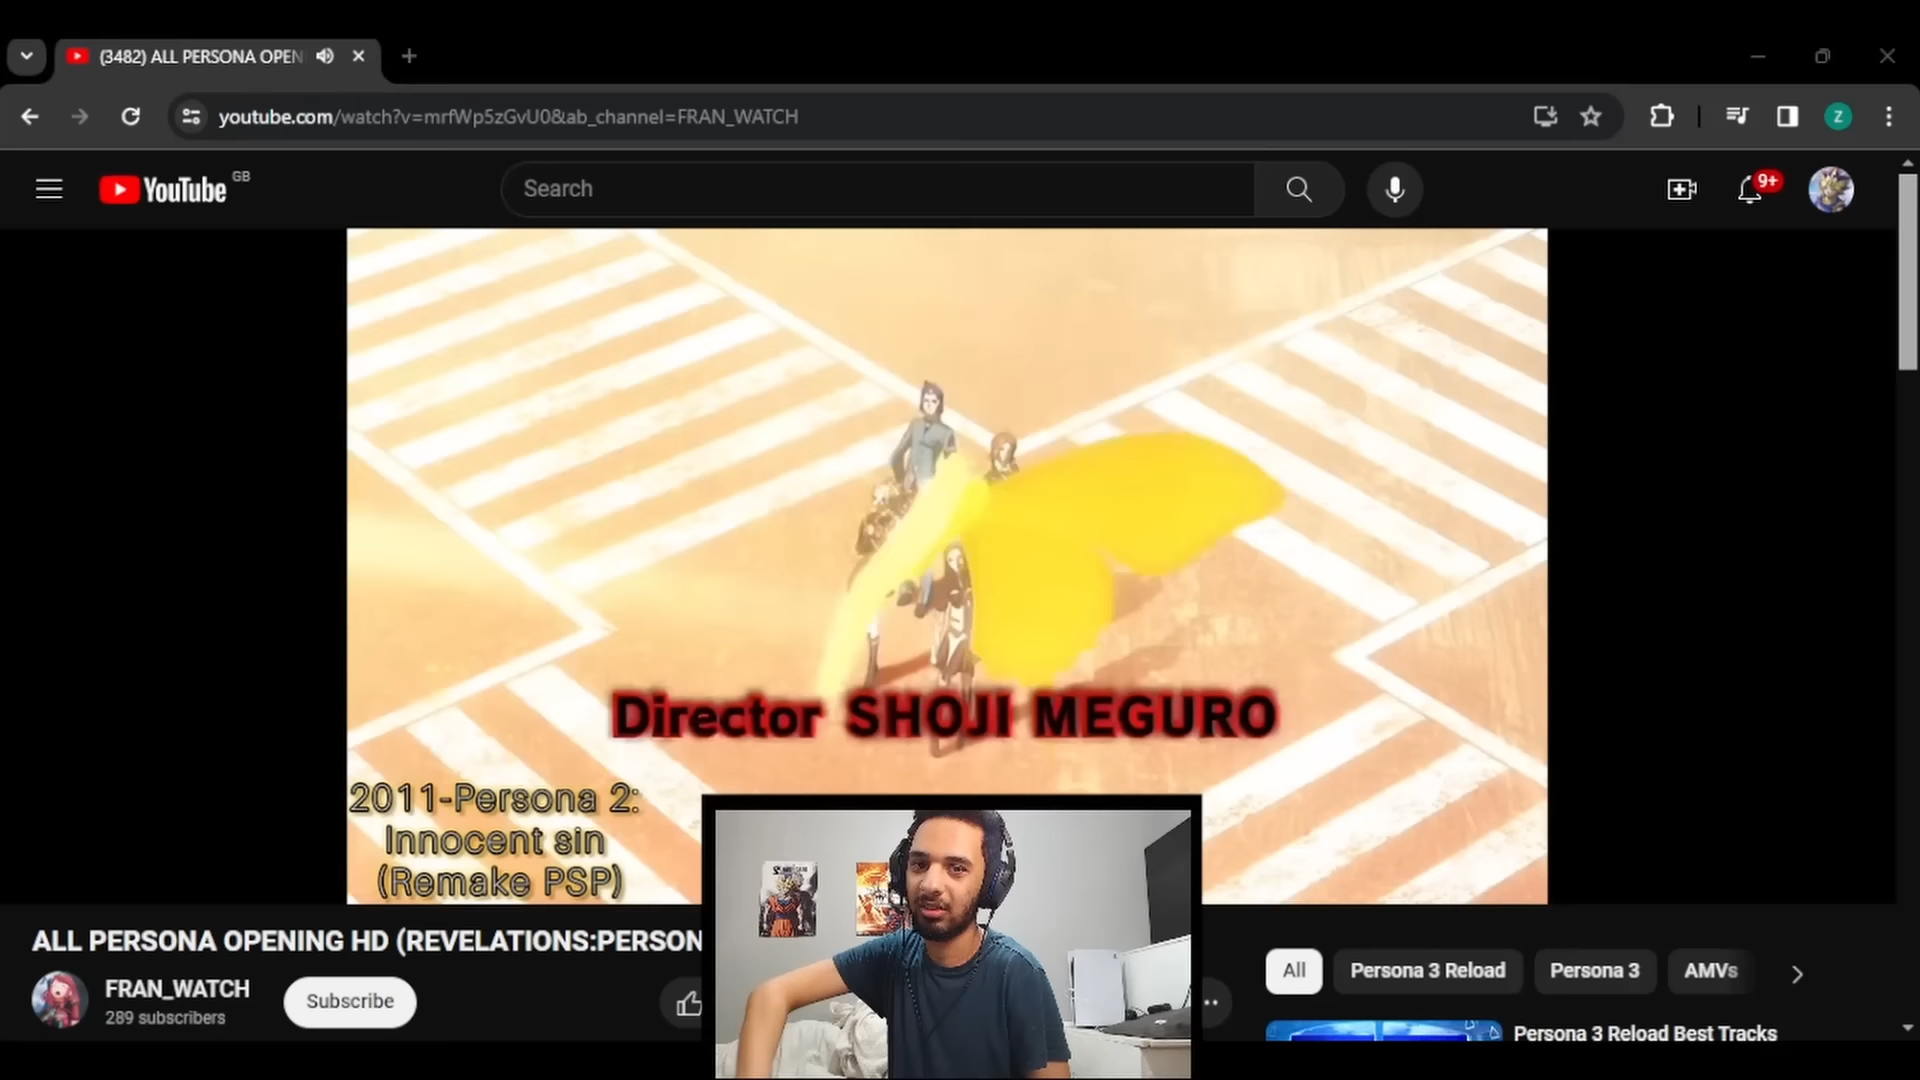 (3482) ALL PERSONA OPEN
youtube.com/watch?v=mrfWp5zGvU0&ab_channel=FRAN_WATCH
Z
YouTube GB
Search
9+
Director SHOJI MEGURO
2011-Persona 2:
Innocent sin
(Remake PSP)
ALL PERSONA OPENING HD (REVELATIONS:PERSON
FRAN_WATCH
289 subscribers
Subscribe
All
Persona 3 Reload
Persona 3
AMVs
Persona 3 Reload Best Tracks